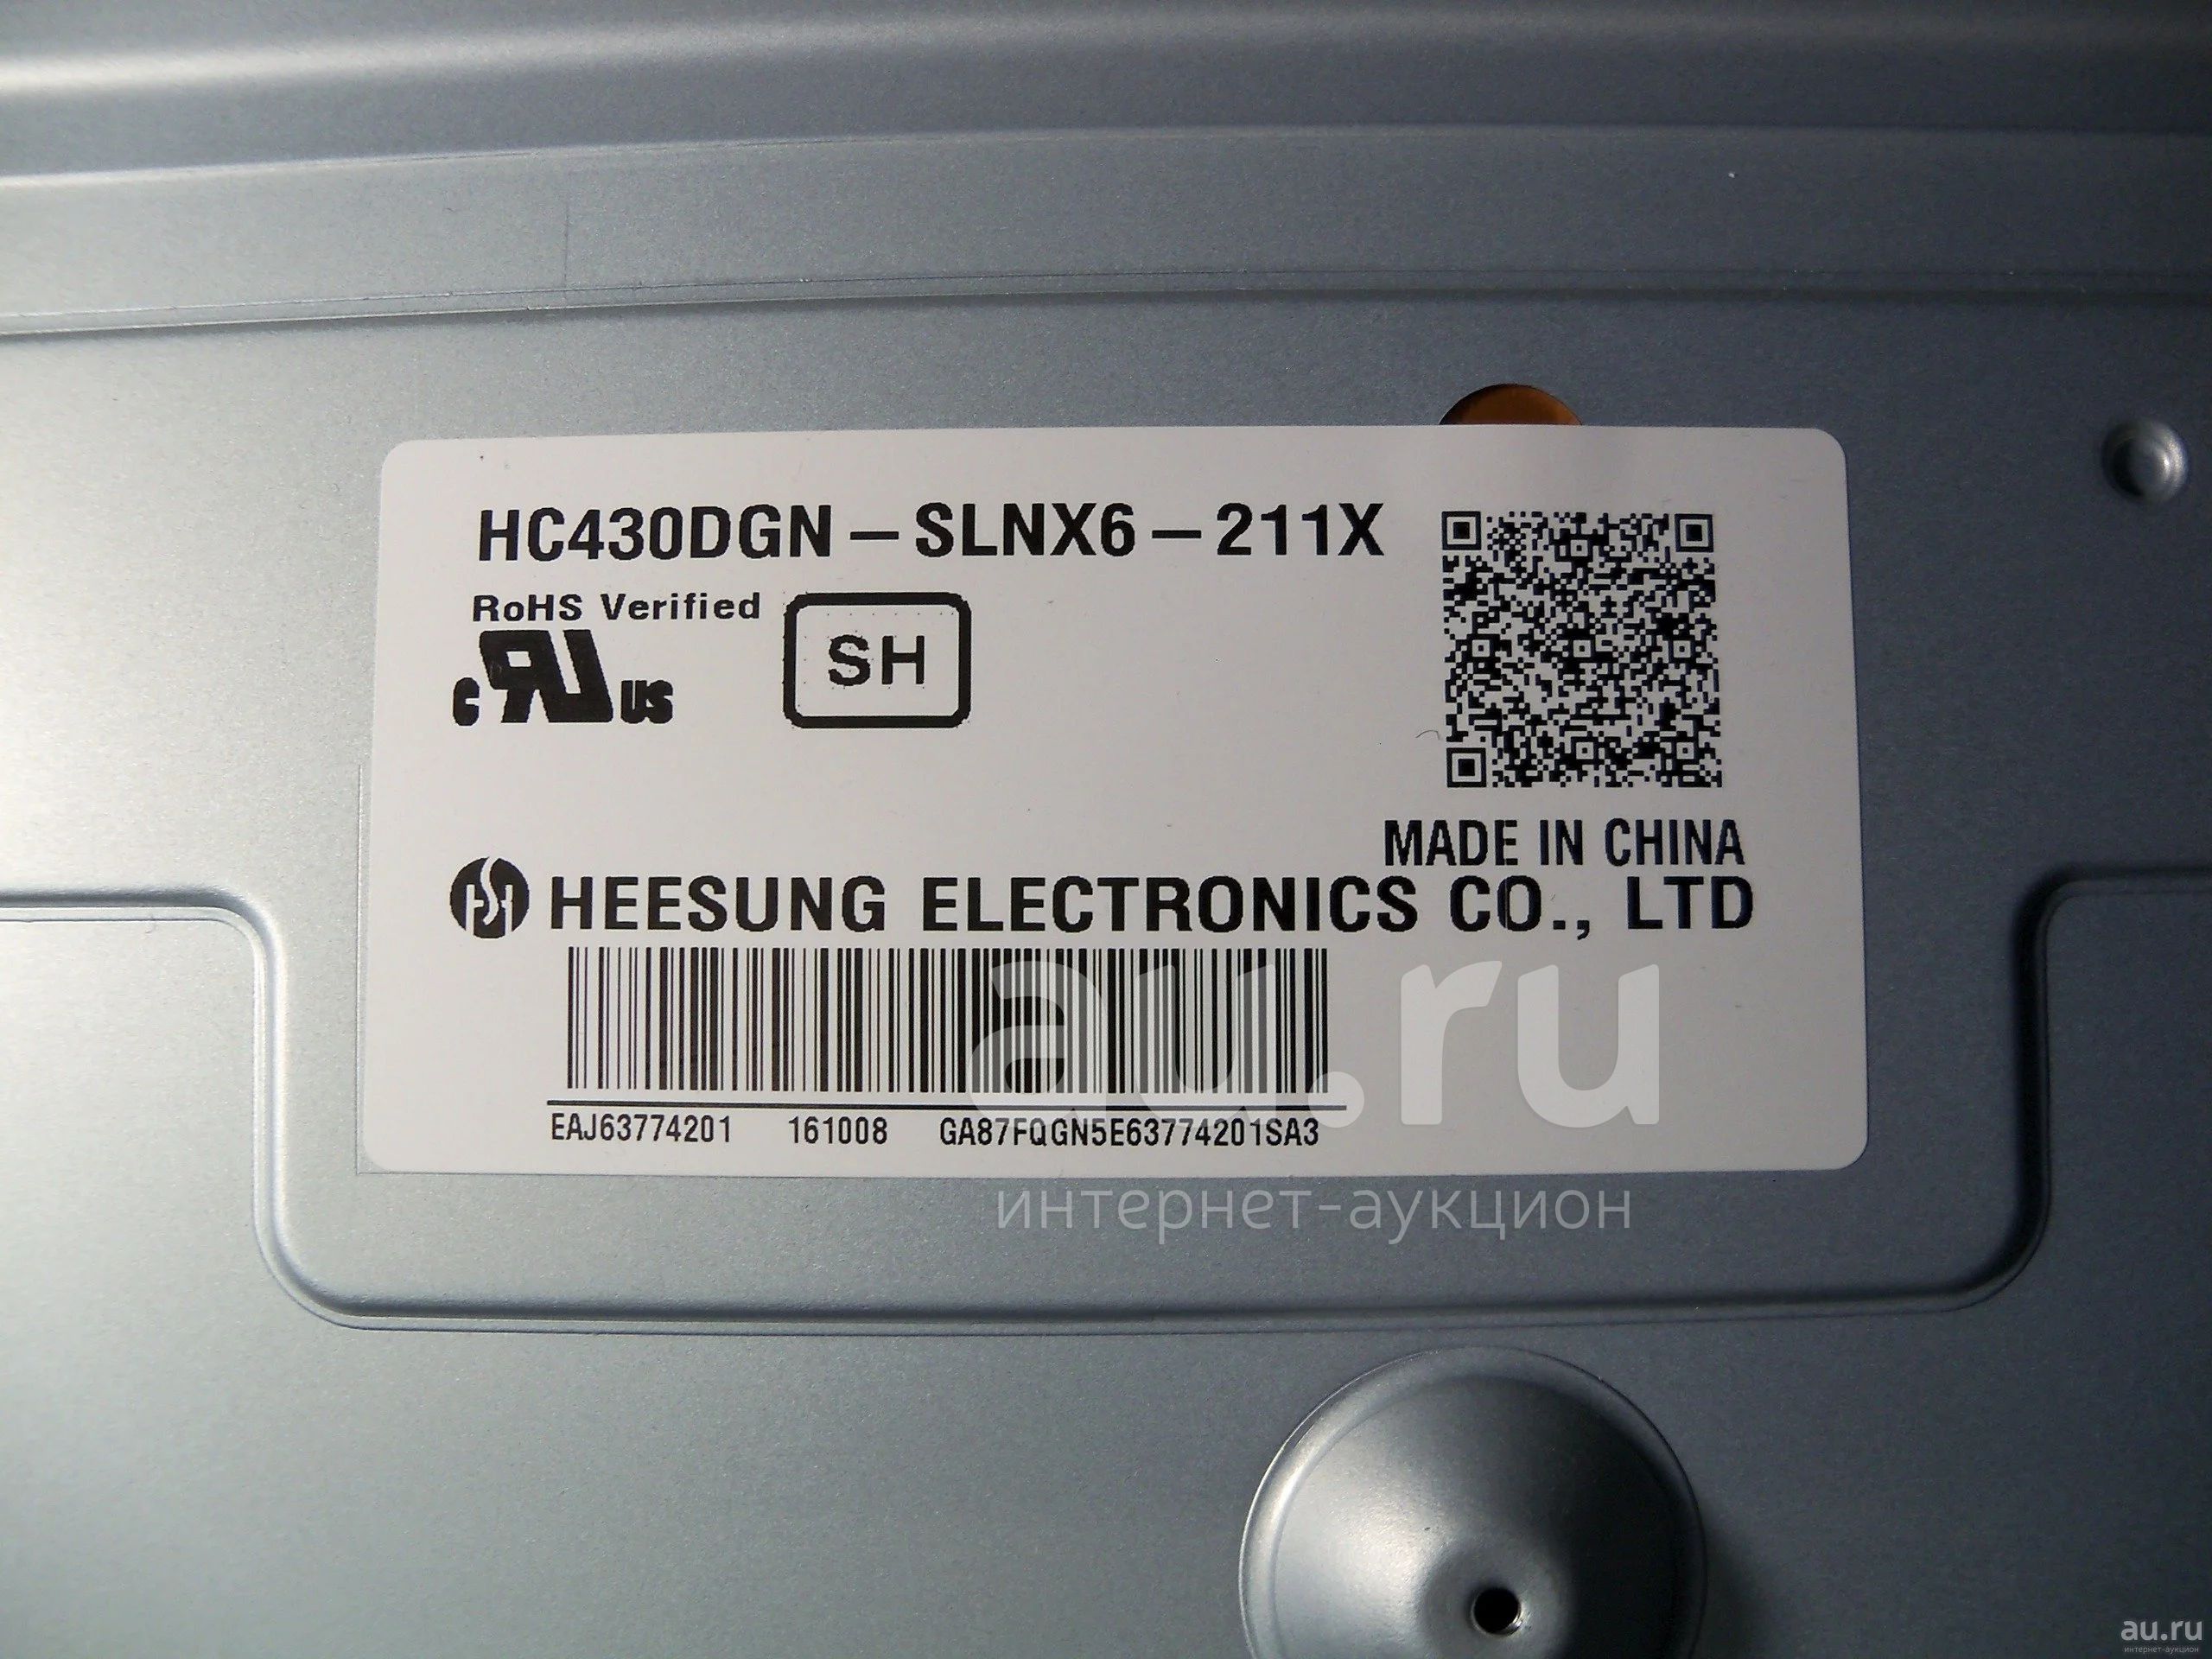 HC430DGN-SLNX6-211X
RoHS Verified
c RU us
SH
MADE IN CHINA
HEESUNG ELECTRONICS CO., LTD
EAJ63774201 161008 GA87FQGN5E63774201SA3
au.ru
интернет-аукцион
au.ru
интернет-аукцион